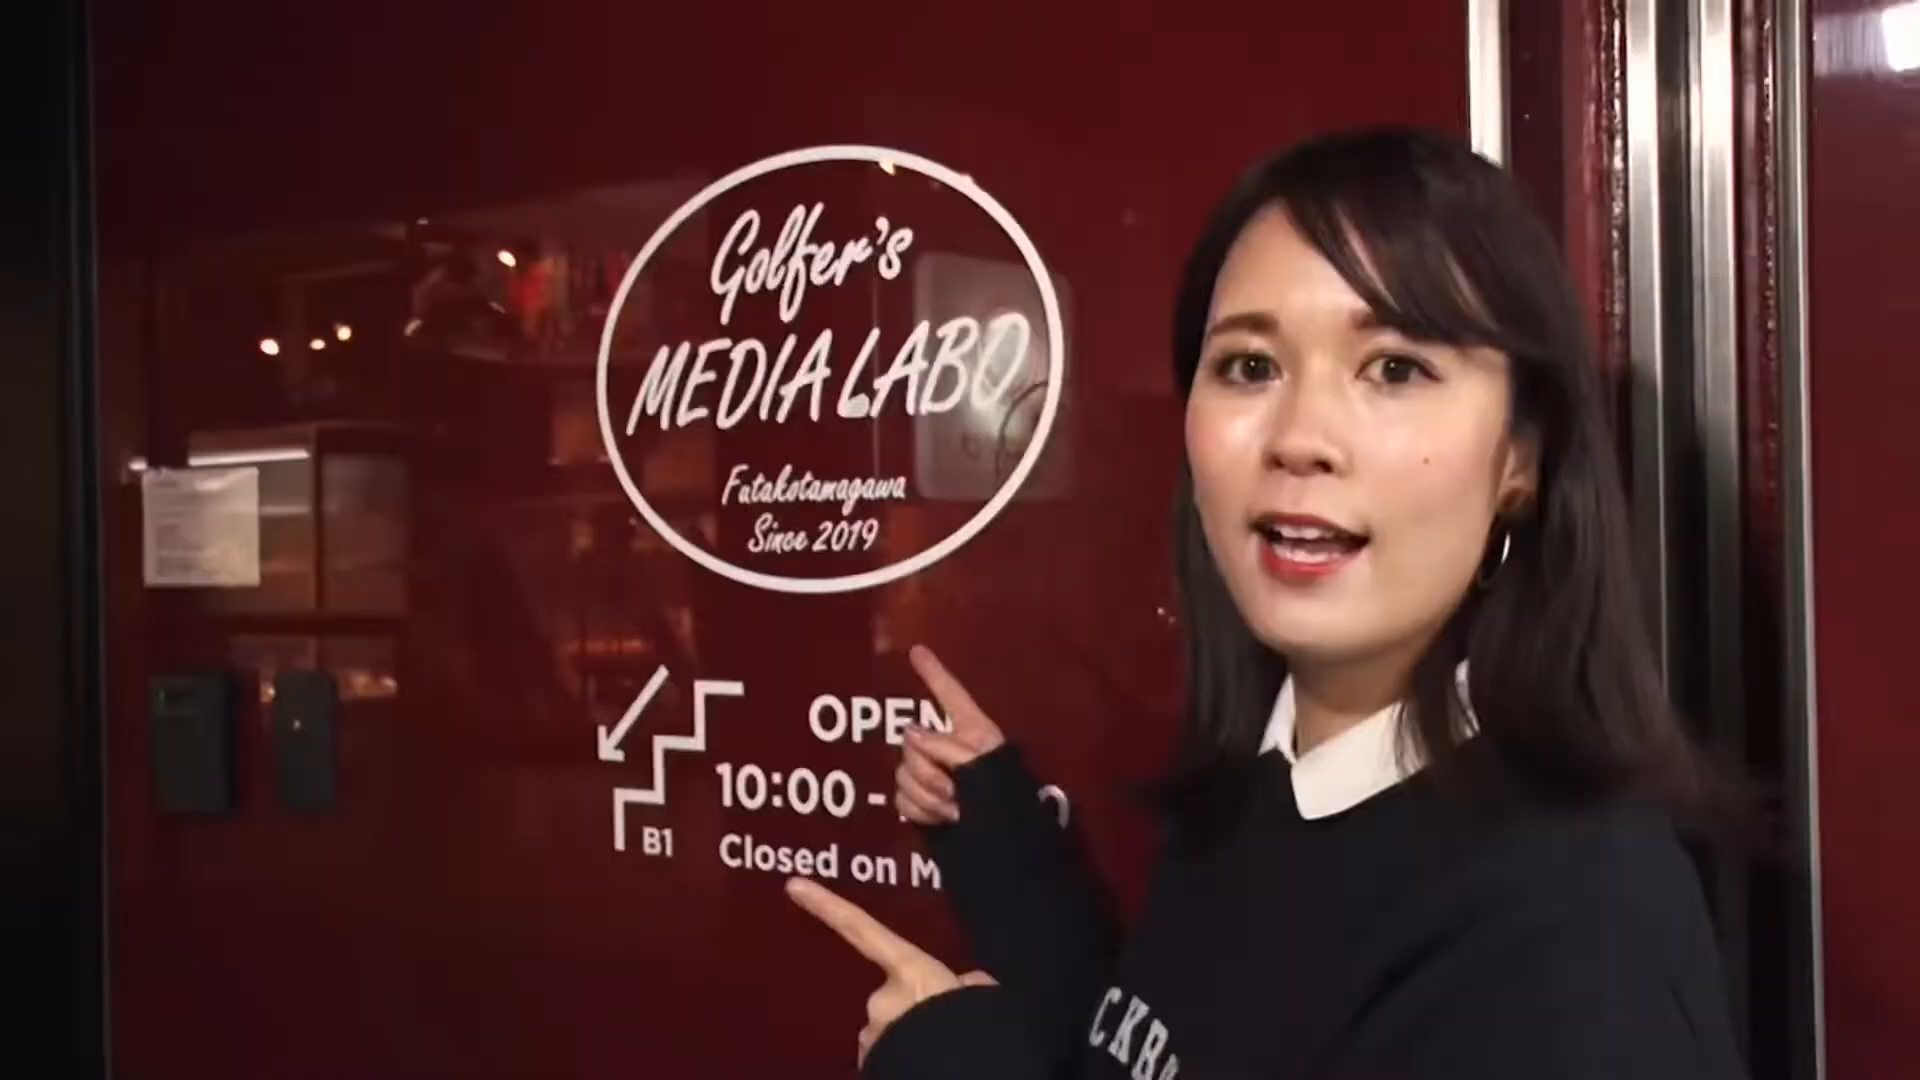 Golfer's
MEDIA LABO
Futakotamagawa
Since 2019
OPEN
10:00 -
B1
Closed on